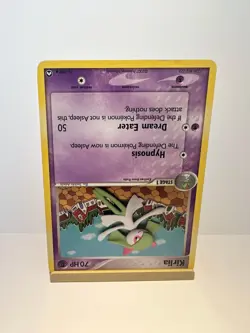 Kirlia
70 HP
STAGE 1
Hypnosis
The Defending Pokémon is now Asleep.
Dream Eater 50
If the Defending Pokémon is not Asleep, this
attack does nothing.